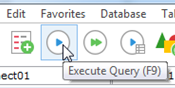 Edit Favorites Database Ta
Execute Query (F9)
ect01